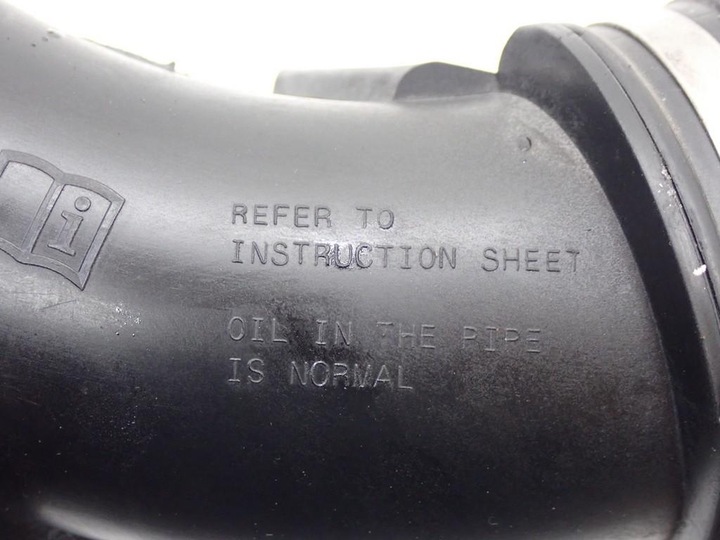 REFER TO
INSTRUCTION SHEET
OIL IN THE PIPE
IS NORMAL
i